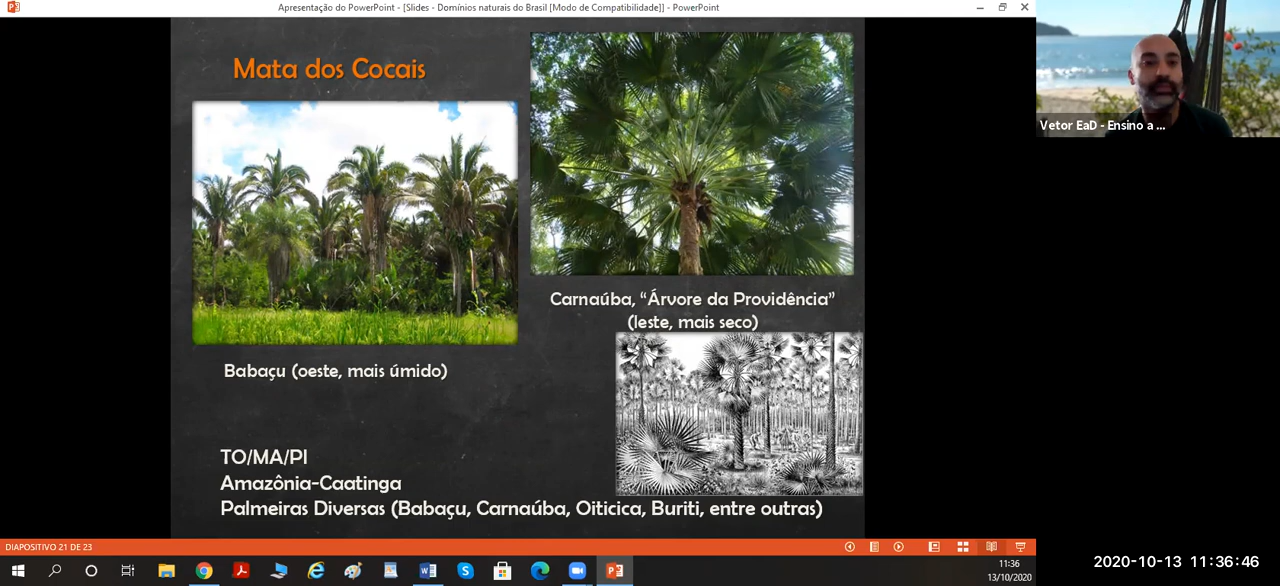 Apresentação do PowerPoint - [Slides - Domínios naturais do Brasil [Modo de Compatibilidade]] - PowerPoint
Mata dos Cocais
Vetor EaD - Ensino a ...
Carnaúba, “Árvore da Providência”
(leste, mais seco)
Babaçu (oeste, mais úmido)
TO/MA/PI
Amazônia-Caatinga
Palmeiras Diversas (Babaçu, Carnaúba, Oiticica, Buriti, entre outras)
DIAPOSITIVO 21 DE 23
11:36
13/10/2020
2020-10-13 11:36:46